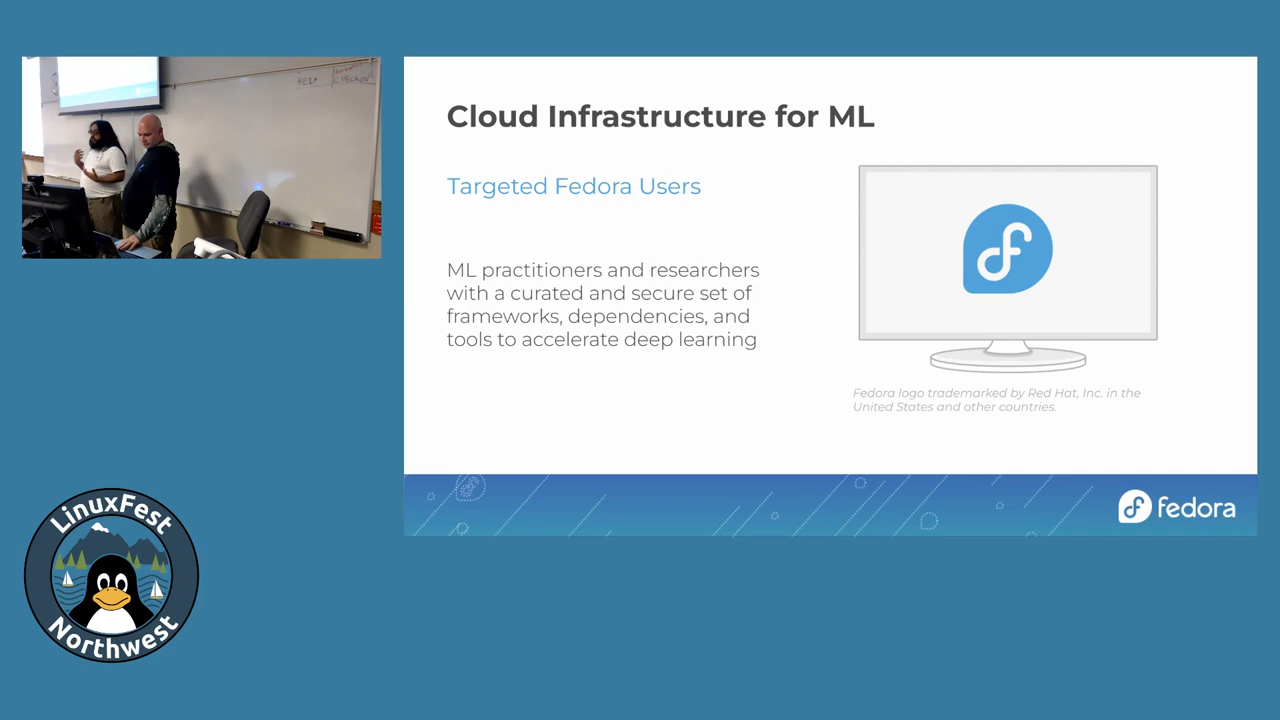 HELP
Cloud Infrastructure for ML
Targeted Fedora Users
ML practitioners and researchers
with a curated and secure set of
frameworks, dependencies, and
tools to accelerate deep learning
Fedora logo trademarked by Red Hat, Inc. in the
United States and other countries.
fedora
LinuxFest
Northwest